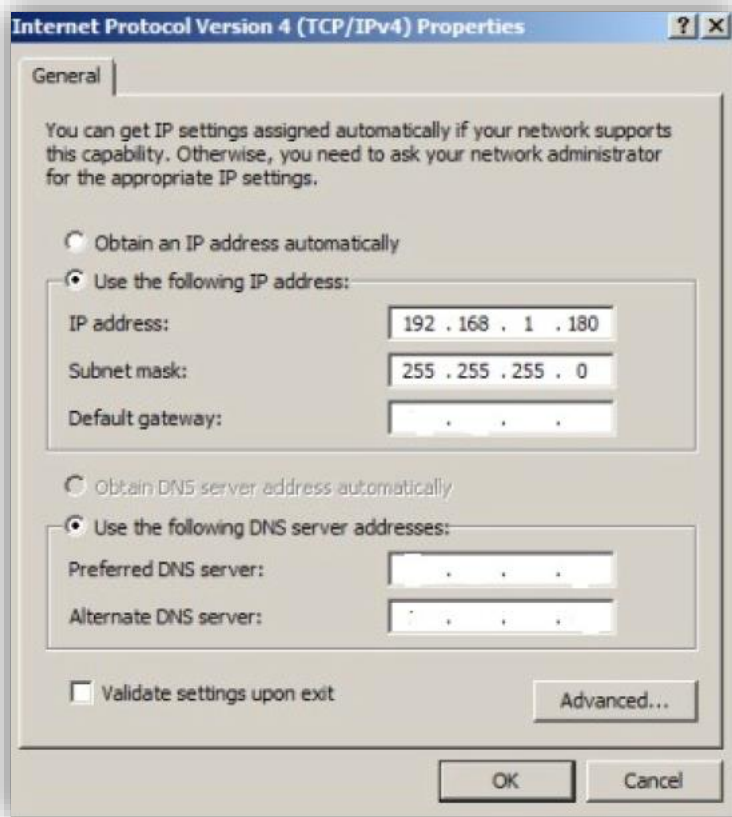 Internet Protocol Version 4 (TCP/IPv4) Properties
General
You can get IP settings assigned automatically if your network supports
this capability. Otherwise, you need to ask your network administrator
for the appropriate IP settings.
Obtain an IP address automatically
Use the following IP address:
IP address: 192 . 168 . 1 . 180
Subnet mask: 255 . 255 . 255 . 0
Default gateway: . . .
Obtain DNS server address automatically
Use the following DNS server addresses:
Preferred DNS server: . . .
Alternate DNS server: . . .
Validate settings upon exit
Advanced...
OK Cancel